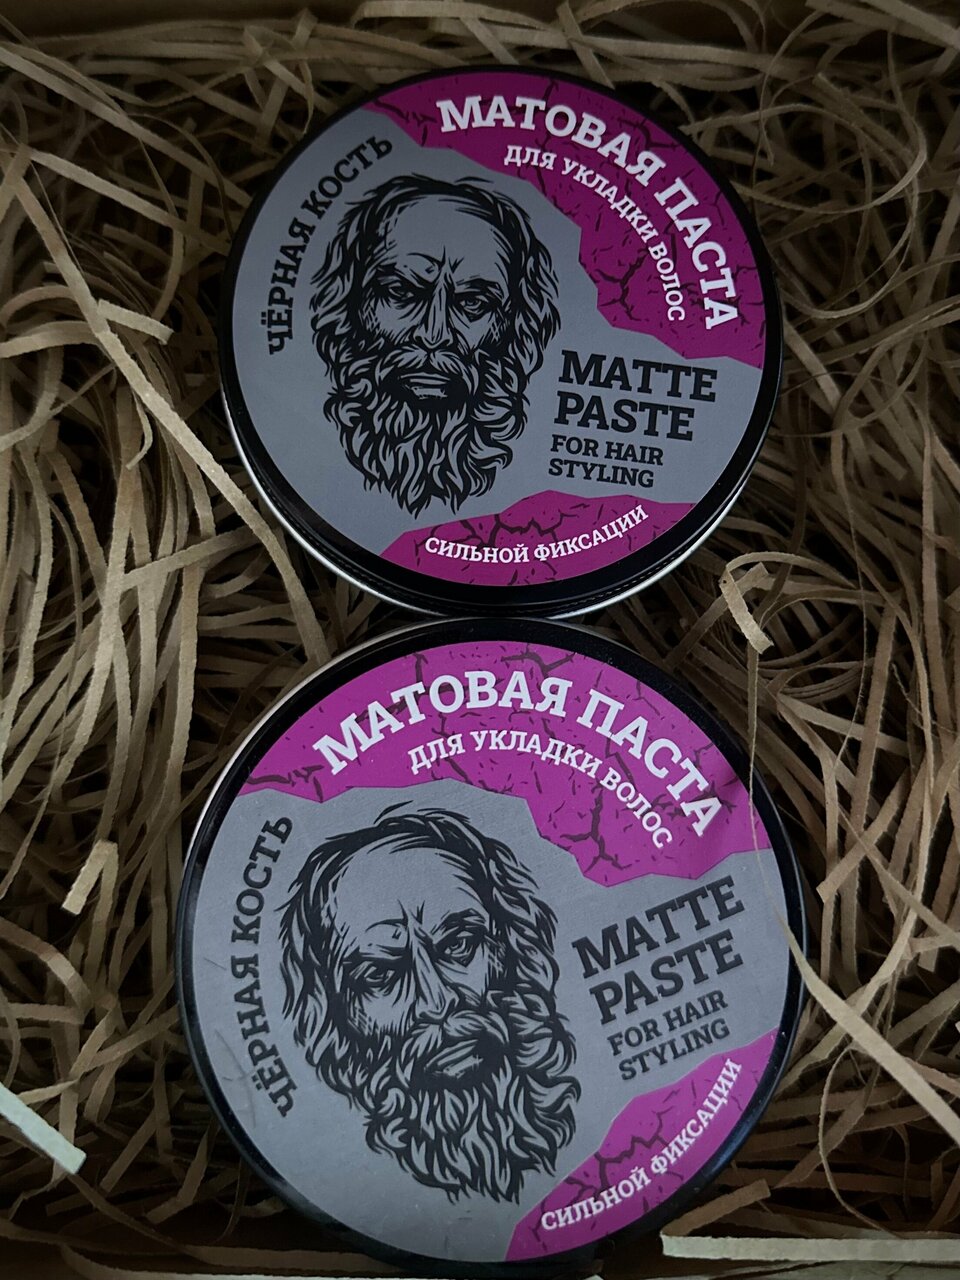 ЧЁРНАЯ КОСТЬ
МАТОВАЯ ПАСТА
ДЛЯ УКЛАДКИ ВОЛОС
MATTE
PASTE
FOR HAIR
STYLING
СИЛЬНОЙ ФИКСАЦИИ
МАТОВАЯ ПАСТА
ДЛЯ УКЛАДКИ ВОЛОС
ЧЁРНАЯ КОСТЬ
MATTE
PASTE
FOR HAIR
STYLING
СИЛЬНОЙ ФИКСАЦИИ